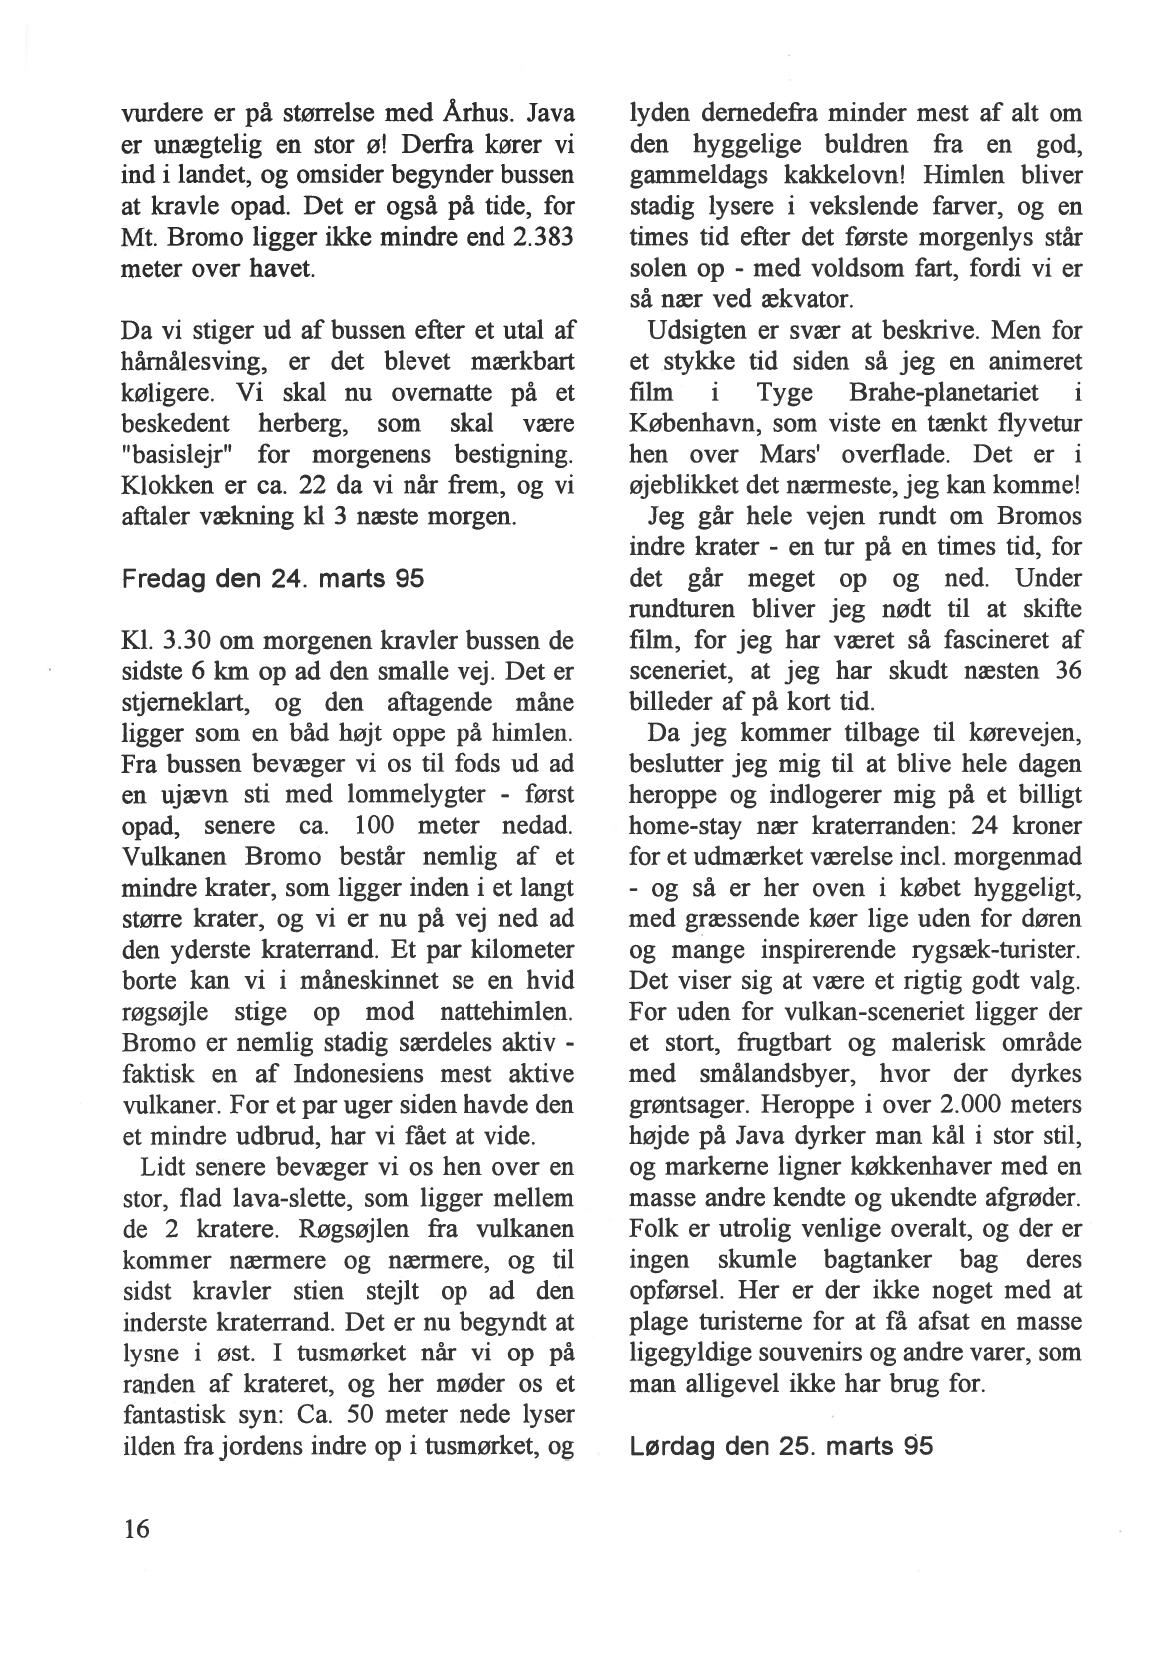 vurdere er på størrelse med Århus. Java
er unægtelig en stor ø! Derfra kører vi
ind i landet, og omsider begynder bussen
at kravle opad. Det er også på tide, for
Mt. Bromo ligger ikke mindre end 2.383
meter over havet.
Da vi stiger ud af bussen efter et utal af
hårnålesving, er det blevet mærkbart
køligere. Vi skal nu overnatte på et
beskedent herberg, som skal være
"basislejr" for morgenens bestigning.
Klokken er ca. 22 da vi når frem, og vi
aftaler vækning kl 3 næste morgen.
Fredag den 24. marts 95
Kl. 3.30 om morgenen kravler bussen de
sidste 6 km op ad den smalle vej. Det er
stjerneklart, og den aftagende måne
ligger som en båd højt oppe på himlen.
Fra bussen bevæger vi os til fods ud ad
en ujævn sti med lommelygter - først
opad, senere ca. 100 meter nedad.
Vulkanen Bromo består nemlig af et
mindre krater, som ligger inden i et langt
større krater, og vi er nu på vej ned ad
den yderste kraterrand. Et par kilometer
borte kan vi i måneskinnet se en hvid
røgsøjle stige op mod nattehimlen.
Bromo er nemlig stadig særdeles aktiv -
faktisk en af Indonesiens mest aktive
vulkaner. For et par uger siden havde den
et mindre udbrud, har vi fået at vide.
Lidt senere bevæger vi os hen over en
stor, flad lava-slette, som ligger mellem
de 2 kratere. Røgsøjlen fra vulkanen
kommer nærmere og nærmere, og til
sidst kravler stien stejlt op ad den
inderste kraterrand. Det er nu begyndt at
lysne i øst. I tusmørket når vi op på
randen af krateret, og her møder os et
fantastisk syn: Ca. 50 meter nede lyser
ilden fra jordens indre op i tusmørket, og
lyden dernedefra minder mest af alt om
den hyggelige buldren fra en god,
gammeldags kakkelovn! Himlen bliver
stadig lysere i vekslende farver, og en
times tid efter det første morgenlys står
solen op - med voldsom fart, fordi vi er
så nær ved ækvator.
Udsigten er svær at beskrive. Men for
et stykke tid siden så jeg en animeret
film i Tyge Brahe-planetariet i
København, som viste en tænkt flyvetur
hen over Mars' overflade. Det er i
øjeblikket det nærmeste, jeg kan komme!
Jeg går hele vejen rundt om Bromos
indre krater - en tur på en times tid, for
det går meget op og ned. Under
rundturen bliver jeg nødt til at skifte
film, for jeg har været så fascineret af
sceneriet, at jeg har skudt næsten 36
billeder af på kort tid.
Da jeg kommer tilbage til kørevejen,
beslutter jeg mig til at blive hele dagen
heroppe og indlogerer mig på et billigt
home-stay nær kraterranden: 24 kroner
for et udmærket værelse incl. morgenmad
- og så er her oven i købet hyggeligt,
med græssende køer lige uden for døren
og mange inspirerende rygsæk-turister.
Det viser sig at være et rigtig godt valg.
For uden for vulkan-sceneriet ligger der
et stort, frugtbart og malerisk område
med smålandsbyer, hvor der dyrkes
grøntsager. Heroppe i over 2.000 meters
højde på Java dyrker man kål i stor stil,
og markerne ligner køkkenhaver med en
masse andre kendte og ukendte afgrøder.
Folk er utrolig venlige overalt, og der er
ingen skumle bagtanker bag deres
opførsel. Her er der ikke noget med at
plage turisterne for at få afsat en masse
ligegyldige souvenirs og andre varer, som
man alligevel ikke har brug for.
Lørdag den 25. marts 95
16